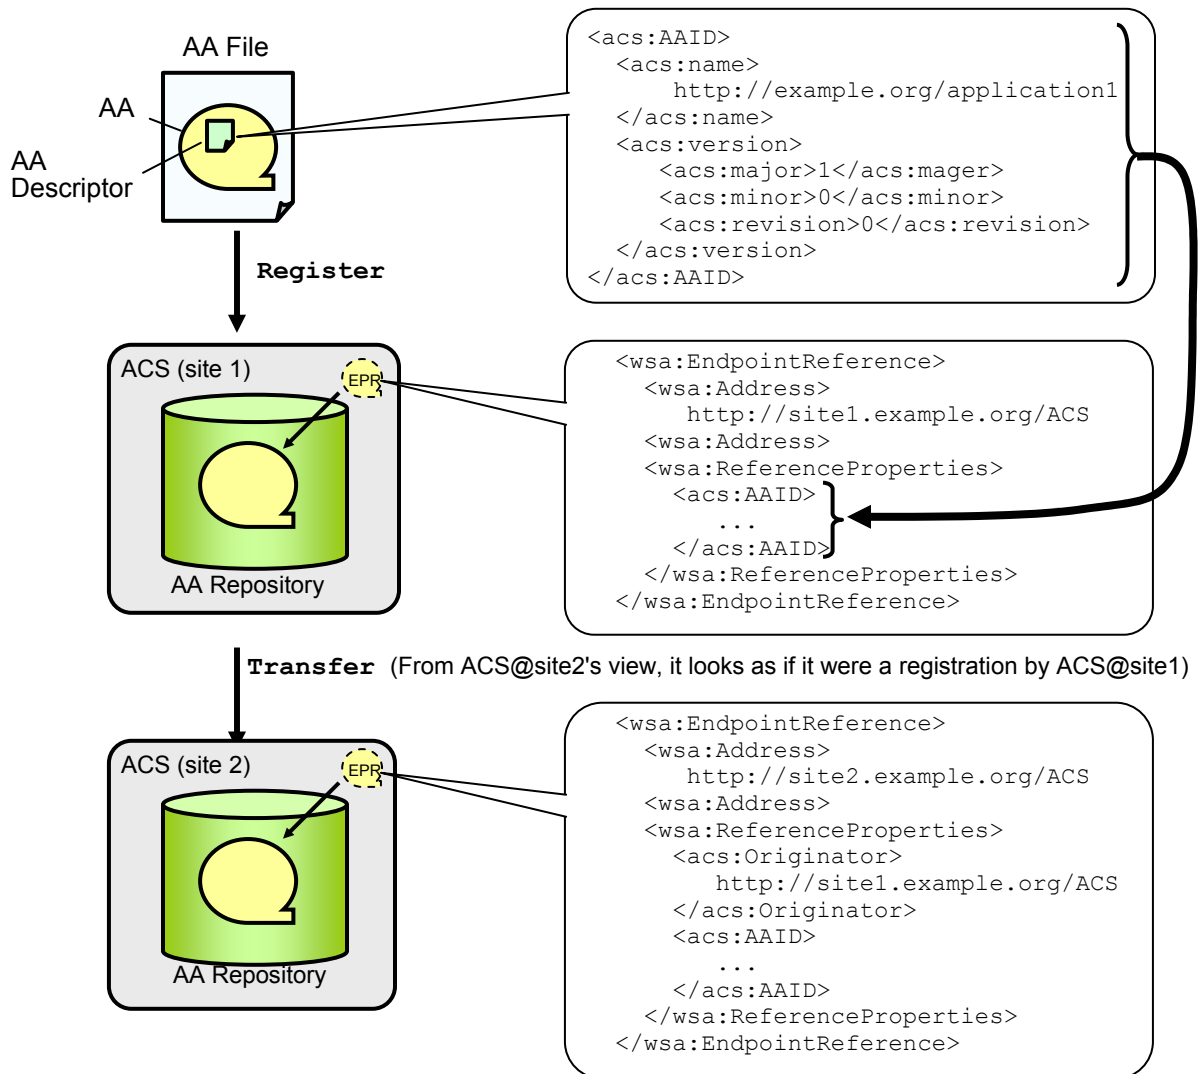 AA File
AA
AA
Descriptor
<acs:AAID>
  <acs:name>
      http://example.org/application1
  </acs:name>
  <acs:version>
     <acs:major>1</acs:mager>
     <acs:minor>0</acs:minor>
     <acs:revision>0</acs:revision>
  </acs:version>
</acs:AAID>
Register
ACS (site 1)
EPR
AA Repository
<wsa:EndpointReference>
  <wsa:Address>
     http://site1.example.org/ACS
  <wsa:Address>
  <wsa:ReferenceProperties>
    <acs:AAID>
       ...
    </acs:AAID>
  </wsa:ReferenceProperties>
</wsa:EndpointReference>
Transfer (From ACS@site2's view, it looks as if it were a registration by ACS@site1)
ACS (site 2)
EPR
AA Repository
<wsa:EndpointReference>
  <wsa:Address>
     http://site2.example.org/ACS
  <wsa:Address>
  <wsa:ReferenceProperties>
    <acs:Originator>
       http://site1.example.org/ACS
    </acs:Originator>
    <acs:AAID>
       ...
    </acs:AAID>
  </wsa:ReferenceProperties>
</wsa:EndpointReference>